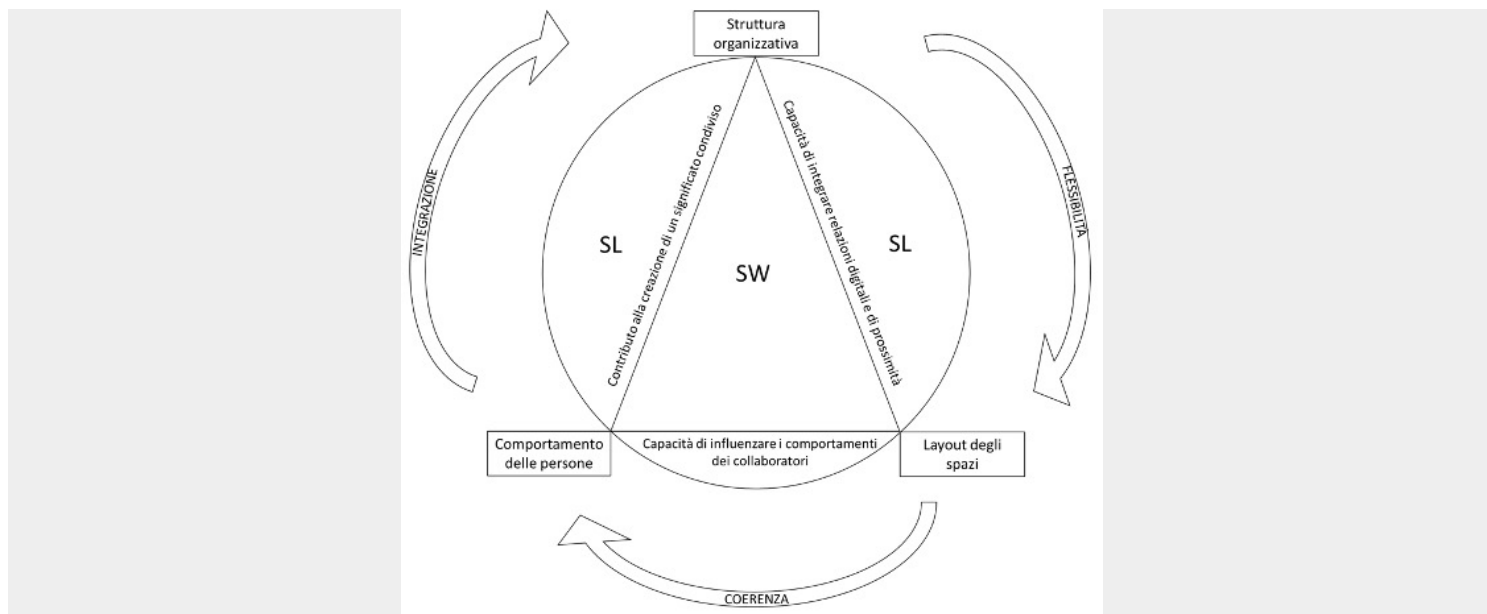 Struttura
organizzativa
INTEGRAZIONE
FLESSIBILITA
Contributo alla creazione di un significato condiviso
Capacità di integrare relazioni digitali e di prossimità
SL
SW
SL
Comportamento
delle persone
Capacità di influenzare i comportamenti
dei collaboratori
Layout degli
spazi
COERENZA